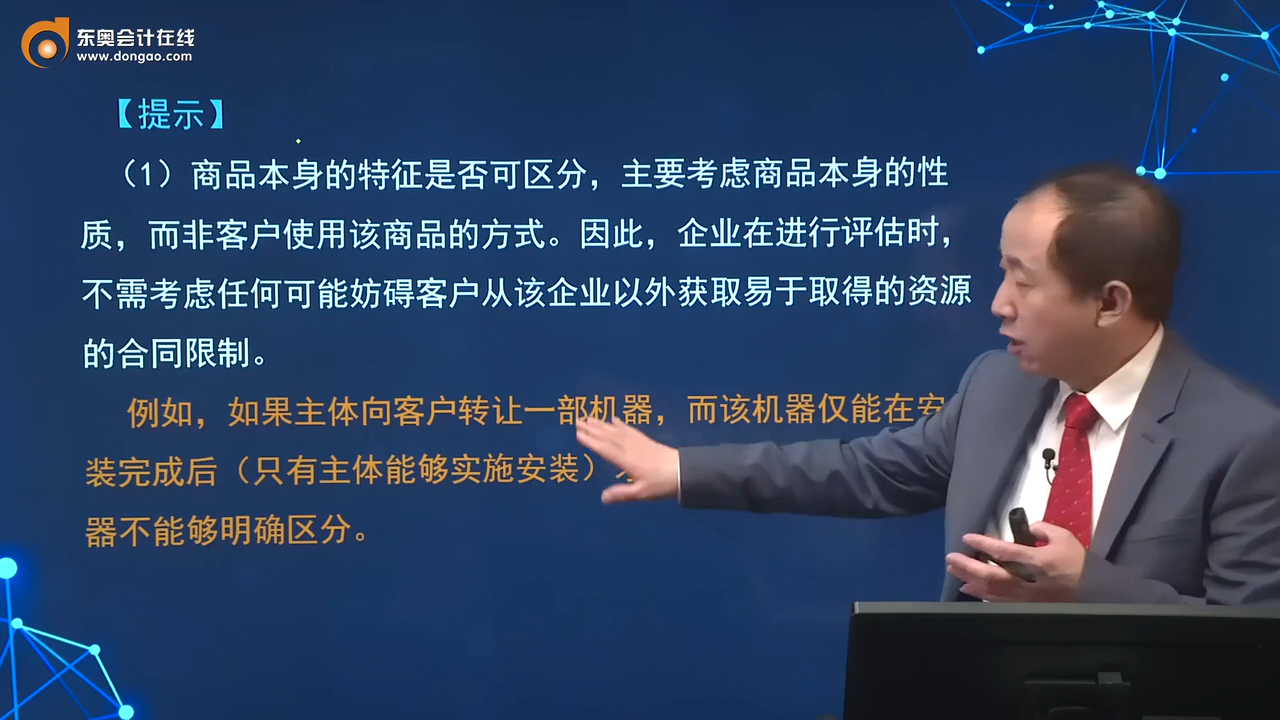 东奥会计在线
www.dongao.com
【提示】
（1）商品本身的特征是否可区分，主要考虑商品本身的性
质，而非客户使用该商品的方式。因此，企业在进行评估时，
不需考虑任何可能妨碍客户从该企业以外获取易于取得的资源
的合同限制。
例如，如果主体向客户转让一部机器，而该机器仅能在安
装完成后（只有主体能够实施安装）
器不能够明确区分。